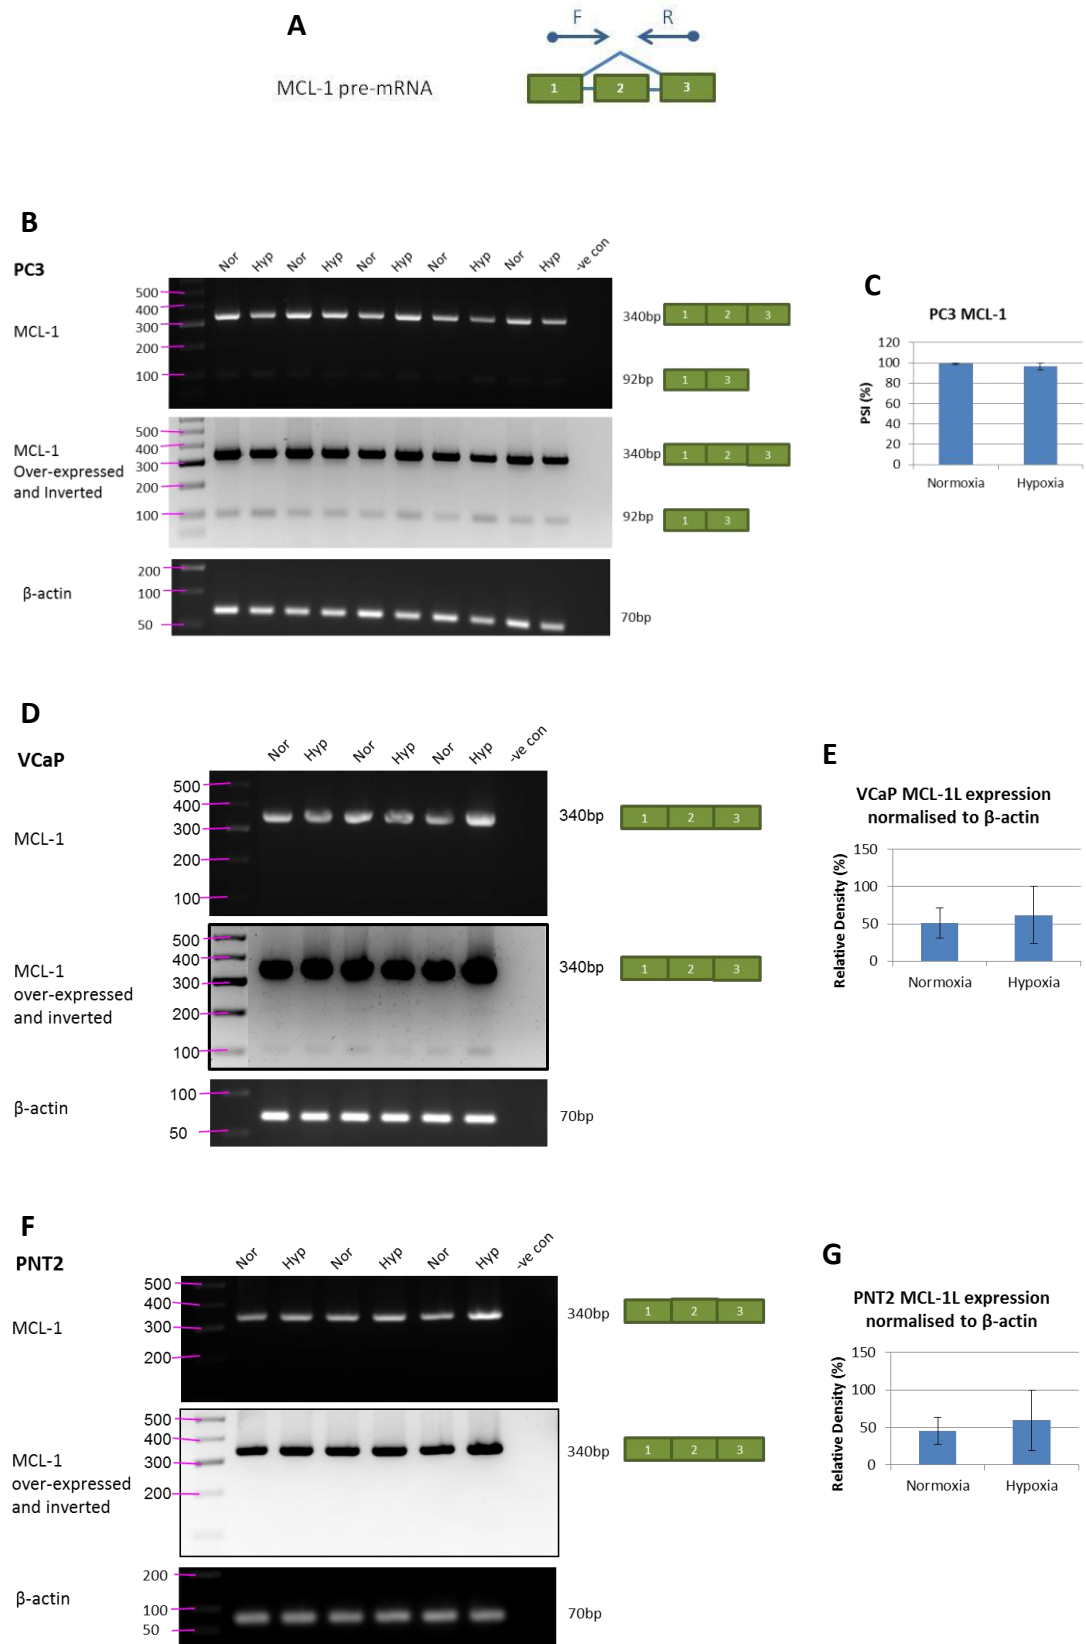 A
F R
MCL-1 pre-mRNA
1 2 3
B
PC3
Nor Hyp Nor Hyp Nor Hyp Nor Hyp Nor Hyp -ve con
MCL-1
500
400
300
200
100
340bp 1 2 3
92bp 1 3
C
PC3 MCL-1
PSI (%)
120
100
80
60
40
20
0
Normoxia Hypoxia
MCL-1
Over-expressed
and Inverted
500
400
300
200
100
340bp 1 2 3
92bp 1 3
β-actin
200
100
50
70bp
D
VCaP
Nor Hyp Nor Hyp Nor Hyp -ve con
MCL-1
500
400
300
200
100
340bp 1 2 3
E
VCaP MCL-1L expression
normalised to β-actin
Relative Density (%)
150
100
50
0
Normoxia Hypoxia
MCL-1
over-expressed
and inverted
500
400
300
200
100
340bp 1 2 3
β-actin
100
50
70bp
F
PNT2
Nor Hyp Nor Hyp Nor Hyp -ve con
MCL-1
500
400
300
200
340bp 1 2 3
G
PNT2 MCL-1L expression
normalised to β-actin
Relative Density (%)
150
100
50
0
Normoxia Hypoxia
MCL-1
over-expressed
and inverted
500
400
300
200
340bp 1 2 3
β-actin
200
100
50
70bp